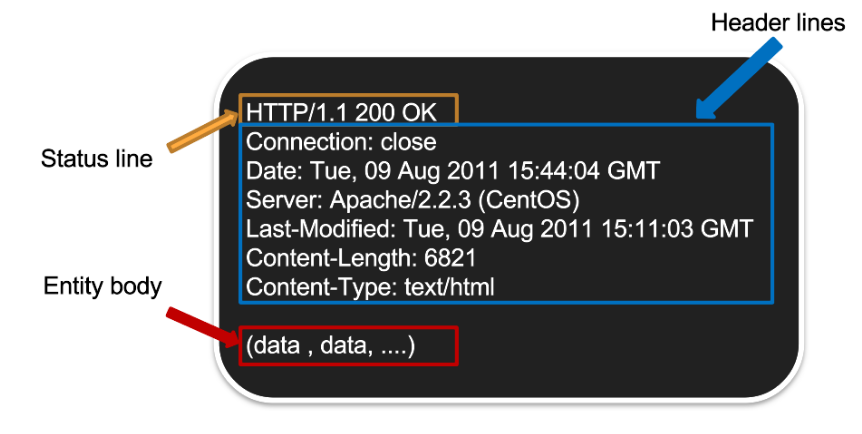 Header lines
HTTP/1.1 200 OK
Connection: close
Status line
Date: Tue, 09 Aug 2011 15:44:04 GMT
Server: Apache/2.2.3 (CentOS)
Last-Modified: Tue, 09 Aug 2011 15:11:03 GMT
Content-Length: 6821
Entity body
Content-Type: text/html
(data , data, ....)